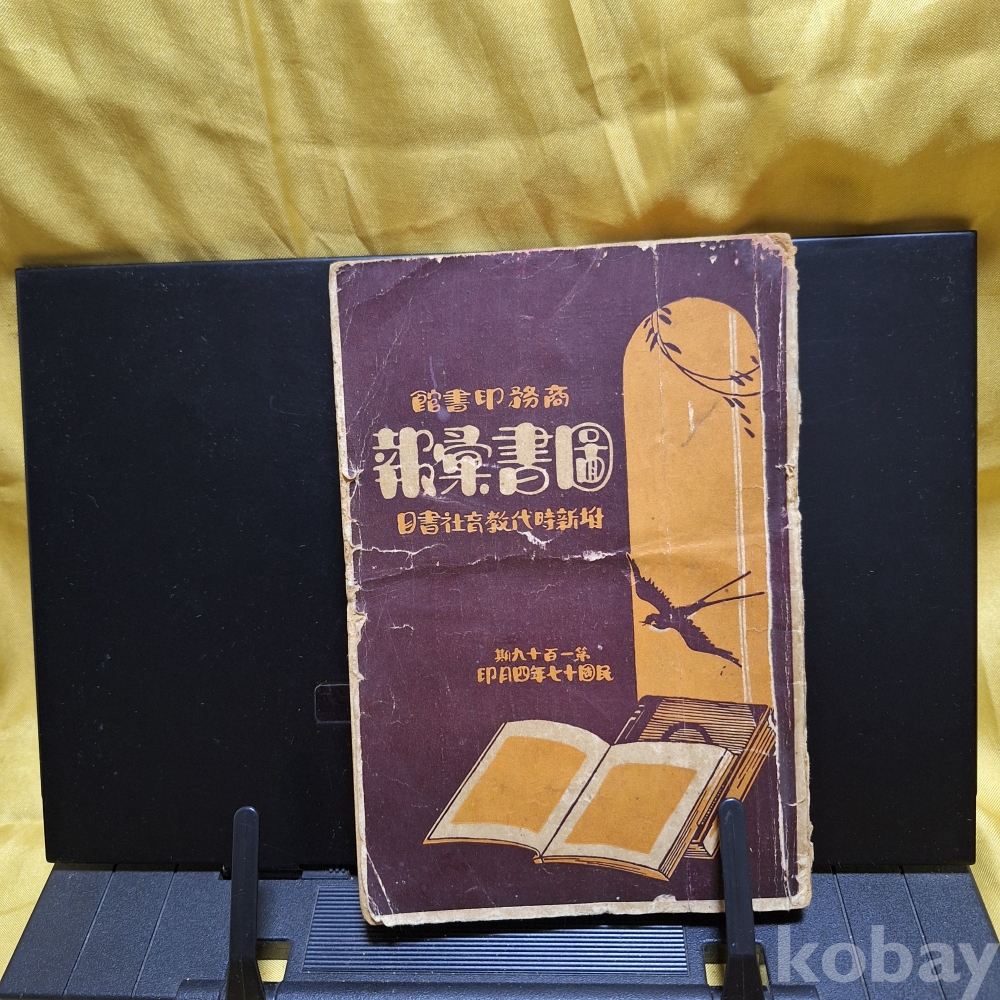 商務印書館
圖書彙報
坿新時代教育社書目
第一百十九期
民國十七年四月印
kobay